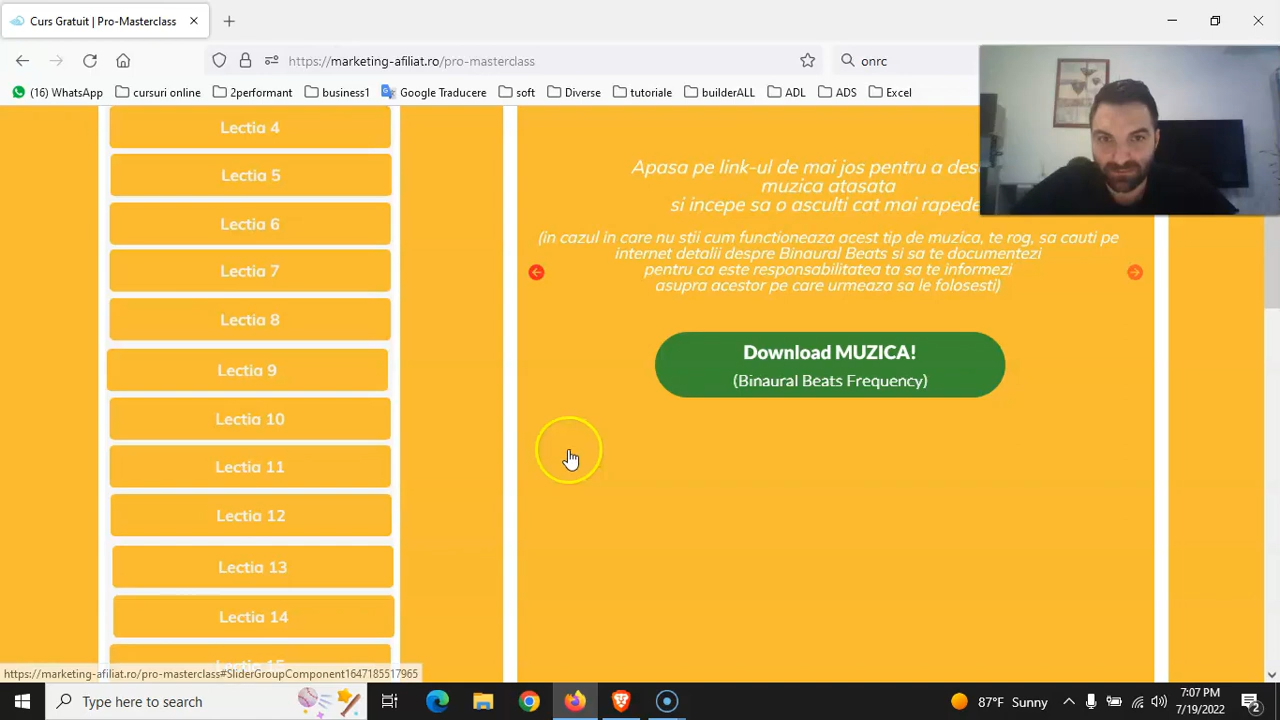 Curs Gratuit | Pro-Masterclass
https://marketing-afiliat.ro/pro-masterclass
onrc
(16) WhatsApp
cursuri online
2performant
business1
Google Traducere
soft
Diverse
tutoriale
builderALL
ADL
ADS
Excel
Lectia 4
Lectia 5
Lectia 6
Lectia 7
Lectia 8
Lectia 9
Lectia 10
Lectia 11
Lectia 12
Lectia 13
Lectia 14
Lectia 15
Apasa pe link-ul de mai jos pentru a
muzica atasata
si incepe sa o asculti cat mai rapede
(in cazul in care nu stii cum functioneaza acest tip de muzica, te rog, sa cauti pe
internet detalii despre Binaural Beats si sa te documentezi
pentru ca este responsabilitatea ta sa te informezi
asupra acestor pe care urmeaza sa le folosesti)
Download MUZICA!
(Binaural Beats Frequency)
https://marketing-afiliat.ro/pro-masterclass#SliderGroupComponent1647185517965
Type here to search
87°F Sunny
7:07 PM
7/19/2022
2